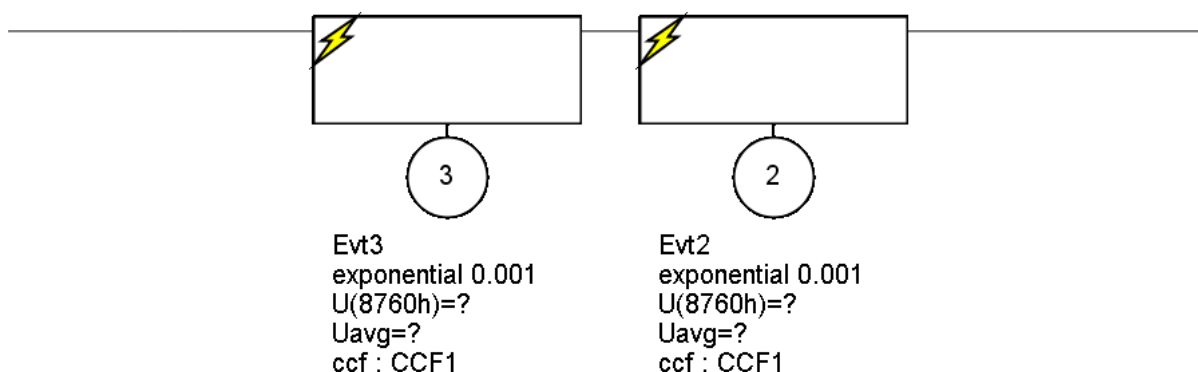 3
2
Evt3
exponential 0.001
U(8760h)=?
Uavg=?
ccf : CCF1
Evt2
exponential 0.001
U(8760h)=?
Uavg=?
ccf : CCF1